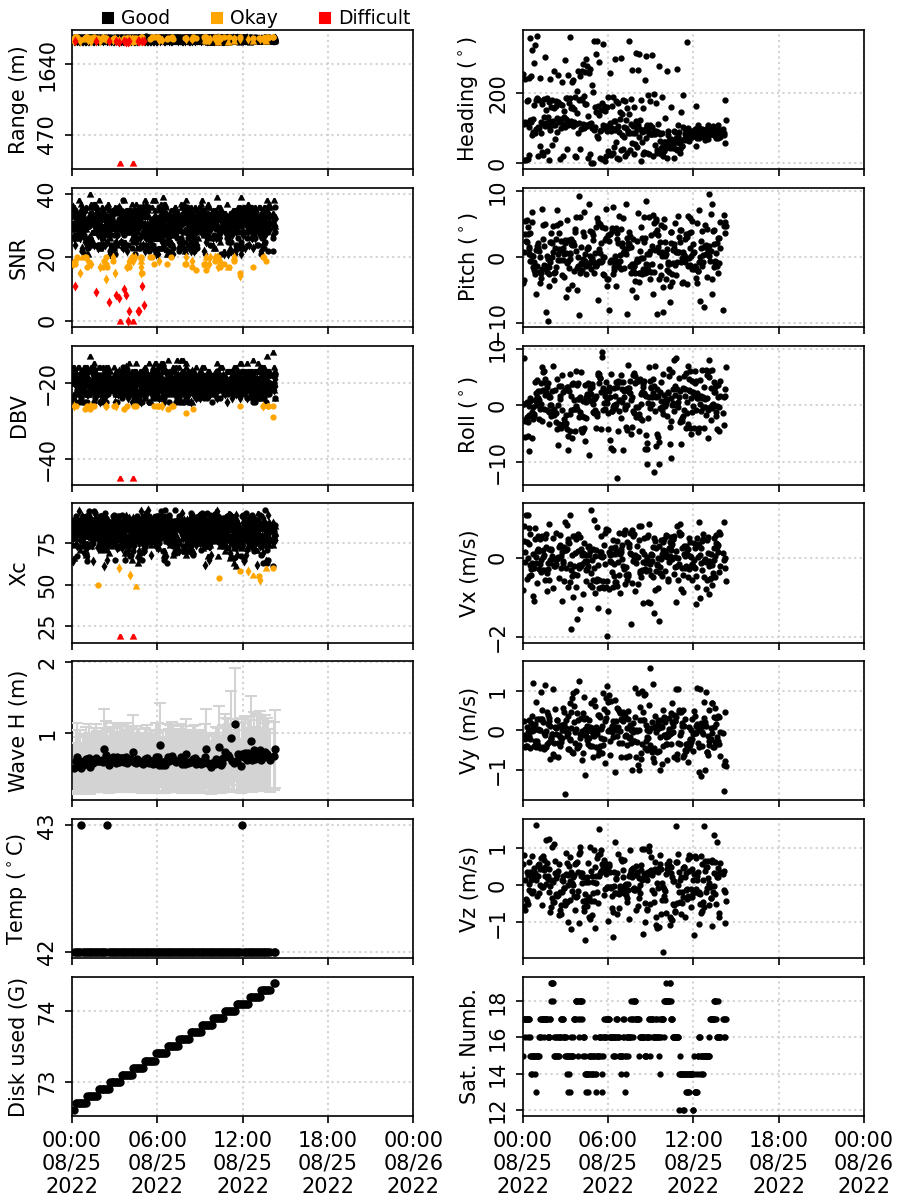 Good Okay Difficult
Range (m)
1640
470
Heading (°)
200
0
SNR
40
20
0
Pitch (°)
10
0
−10
DBV
−20
−40
Roll (°)
10
0
−10
Xc
75
50
25
Vx (m/s)
0
−2
Wave H (m)
2
1
Vy (m/s)
1
0
−1
Temp (°C)
43
42
Vz (m/s)
1
0
−1
Disk used (G)
74
73
Sat. Numb.
18
16
14
12
00:00 06:00 12:00 18:00 00:00
08/25 08/25 08/25 08/25 08/26
2022 2022 2022 2022 2022
00:00 06:00 12:00 18:00 00:00
08/25 08/25 08/25 08/25 08/26
2022 2022 2022 2022 2022